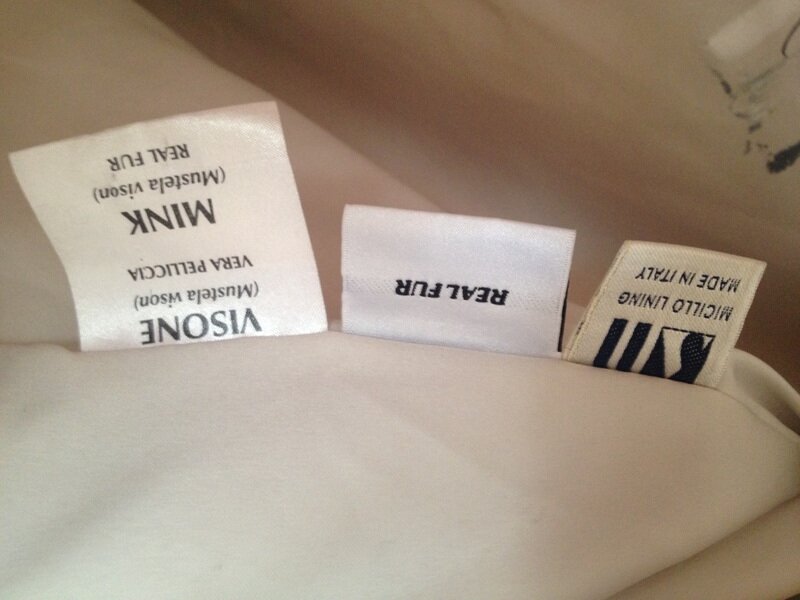 VISONE
(Mustela vison)
VERA PELLICCIA
MINK
(Mustela vison)
REAL FUR
REAL FUR
MICILLO LINING
MADE IN ITALY